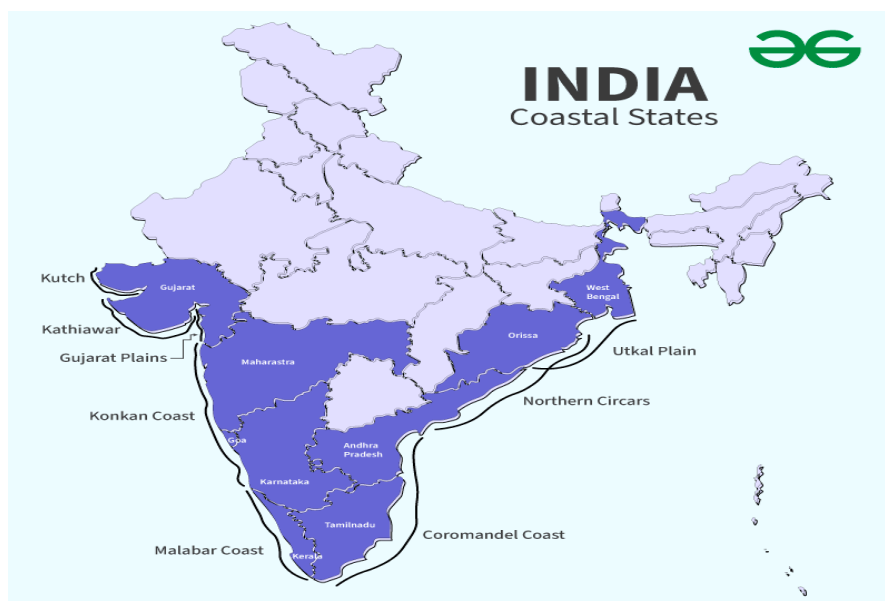 INDIA
Coastal States
Kutch
Gujarat
West
Bengal
Kathiawar
Orissa
Gujarat Plains
Maharastra
Utkal Plain
Northern Circars
Konkan Coast
Goa
Andhra
Pradesh
Karnataka
Tamilnadu
Coromandel Coast
Malabar Coast
Kerala